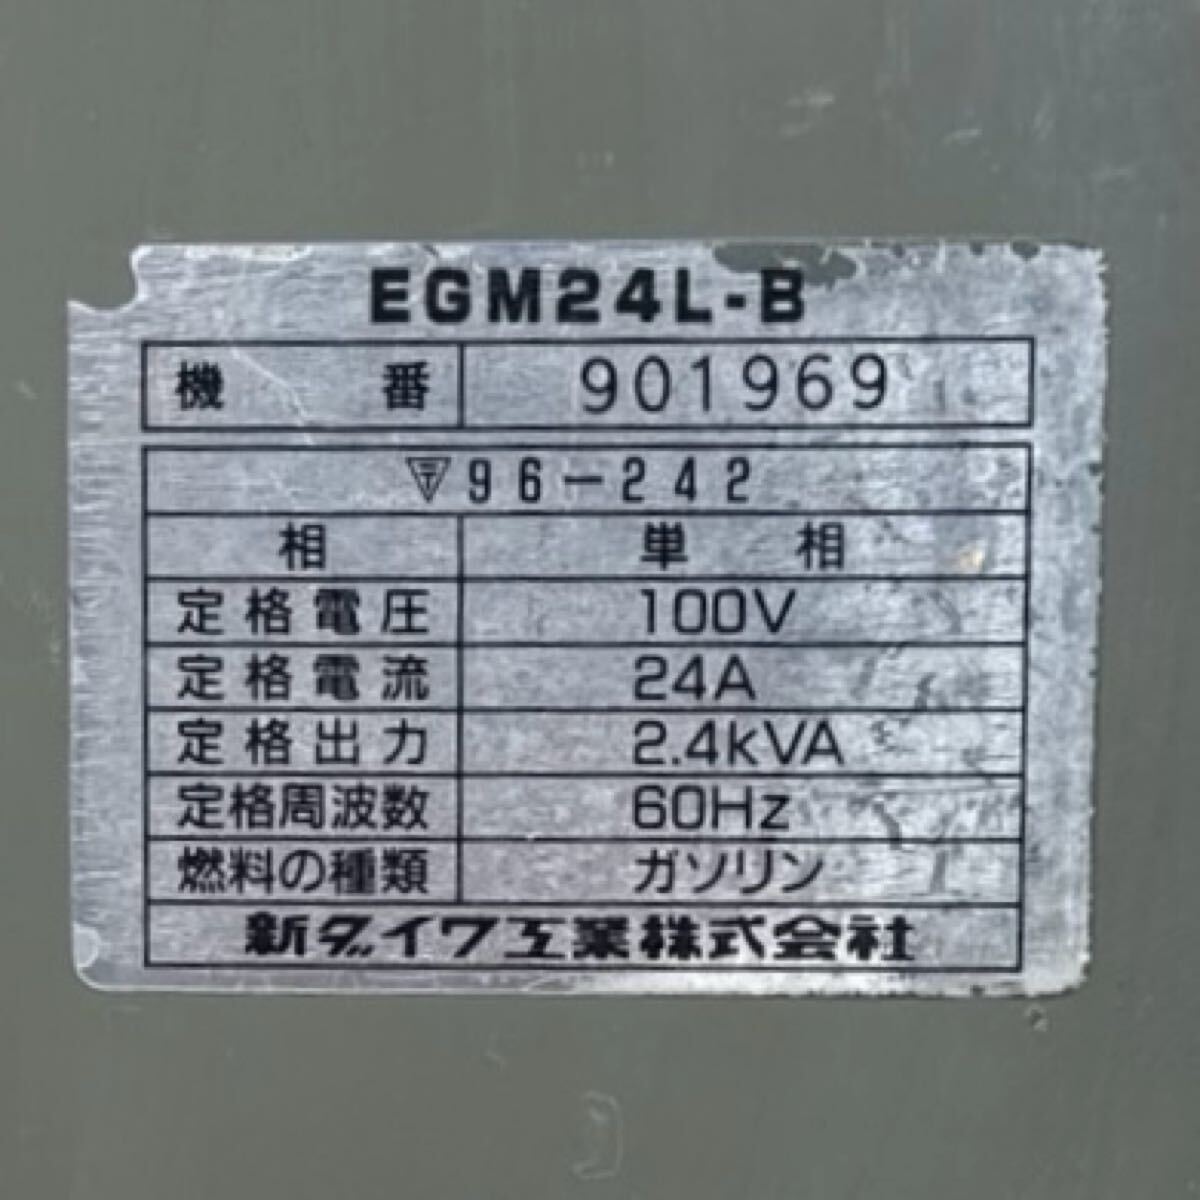 EGM24L-B
機番 901969
96-242
相 単相
定格電圧 100V
定格電流 24A
定格出力 2.4kVA
定格周波数 60Hz
燃料の種類 ガソリン
新ダイワ工業株式会社